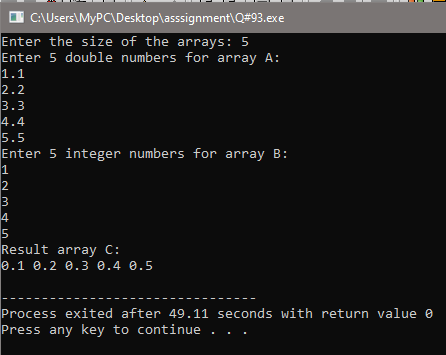 C:\Users\MyPC\Desktop\asssignment\Q#93.exe
Enter the size of the arrays: 5
Enter 5 double numbers for array A:
1.1
2.2
3.3
4.4
5.5
Enter 5 integer numbers for array B:
1
2
3
4
5
Result array C:
0.1 0.2 0.3 0.4 0.5
--------------------------------
Process exited after 49.11 seconds with return value 0
Press any key to continue . . .